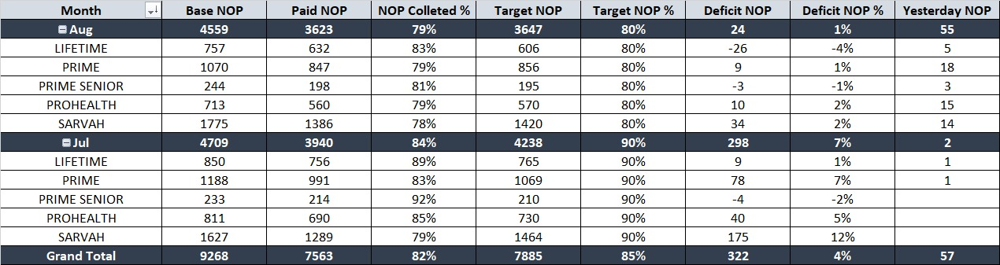 Month Base NOP Paid NOP NOP Colleted % Target NOP Target NOP % Deficit NOP Deficit NOP % Yesterday NOP
Aug 4559 3623 79% 3647 80% 24 1% 55
LIFETIME 757 632 83% 606 80% -26 -4% 5
PRIME 1070 847 79% 856 80% 9 1% 18
PRIME SENIOR 244 198 81% 195 80% -3 -1% 3
PROHEALTH 713 560 79% 570 80% 10 2% 15
SARVAH 1775 1386 78% 1420 80% 34 2% 14
Jul 4709 3940 84% 4238 90% 298 7% 2
LIFETIME 850 756 89% 765 90% 9 1% 1
PRIME 1188 991 83% 1069 90% 78 7% 1
PRIME SENIOR 233 214 92% 210 90% -4 -2%
PROHEALTH 811 690 85% 730 90% 40 5%
SARVAH 1627 1289 79% 1464 90% 175 12%
Grand Total 9268 7563 82% 7885 85% 322 4% 57